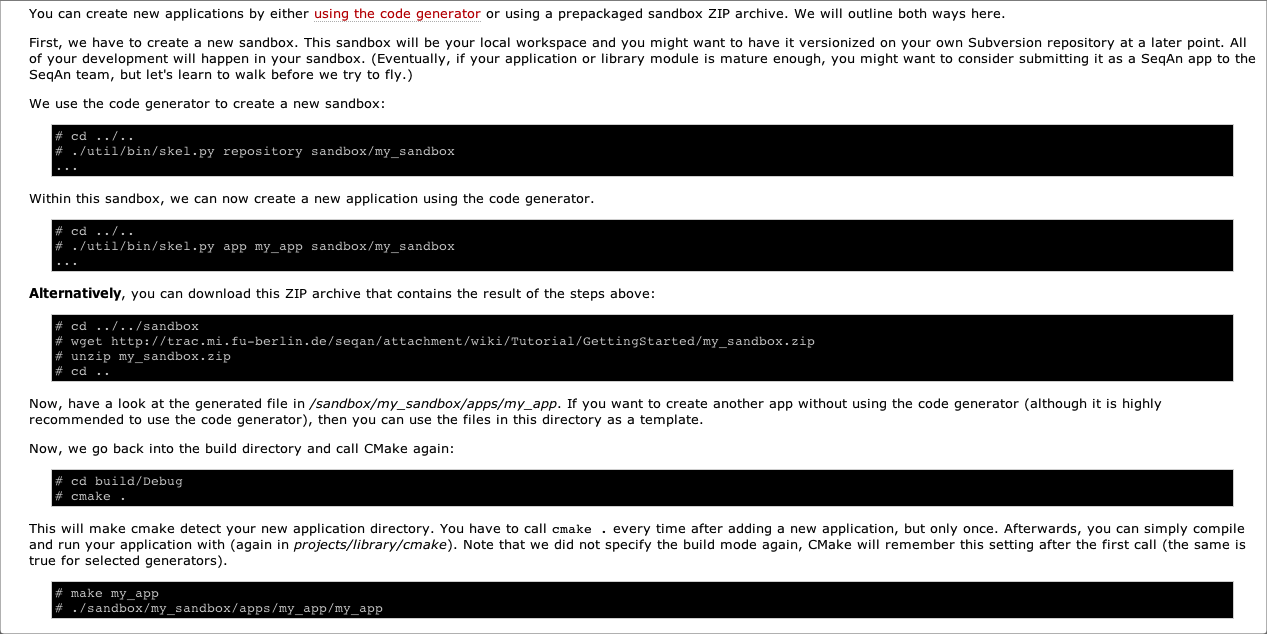 You can create new applications by either using the code generator or using a prepackaged sandbox ZIP archive. We will outline both ways here.
First, we have to create a new sandbox. This sandbox will be your local workspace and you might want to have it versionized on your own Subversion repository at a later point. All
of your development will happen in your sandbox. (Eventually, if your application or library module is mature enough, you might want to consider submitting it as a SeqAn app to the
SeqAn team, but let's learn to walk before we try to fly.)
We use the code generator to create a new sandbox:
# cd ../..
# ./util/bin/skel.py repository sandbox/my_sandbox
...
Within this sandbox, we can now create a new application using the code generator.
# cd ../..
# ./util/bin/skel.py app my_app sandbox/my_sandbox
...
Alternatively, you can download this ZIP archive that contains the result of the steps above:
# cd ../../sandbox
# wget http://trac.mi.fu-berlin.de/seqan/attachment/wiki/Tutorial/GettingStarted/my_sandbox.zip
# unzip my_sandbox.zip
# cd ..
Now, have a look at the generated file in /sandbox/my_sandbox/apps/my_app. If you want to create another app without using the code generator (although it is highly
recommended to use the code generator), then you can use the files in this directory as a template.
Now, we go back into the build directory and call CMake again:
# cd build/Debug
# cmake .
This will make cmake detect your new application directory. You have to call cmake . every time after adding a new application, but only once. Afterwards, you can simply compile
and run your application with (again in projects/library/cmake). Note that we did not specify the build mode again, CMake will remember this setting after the first call (the same is
true for selected generators).
# make my_app
# ./sandbox/my_sandbox/apps/my_app/my_app